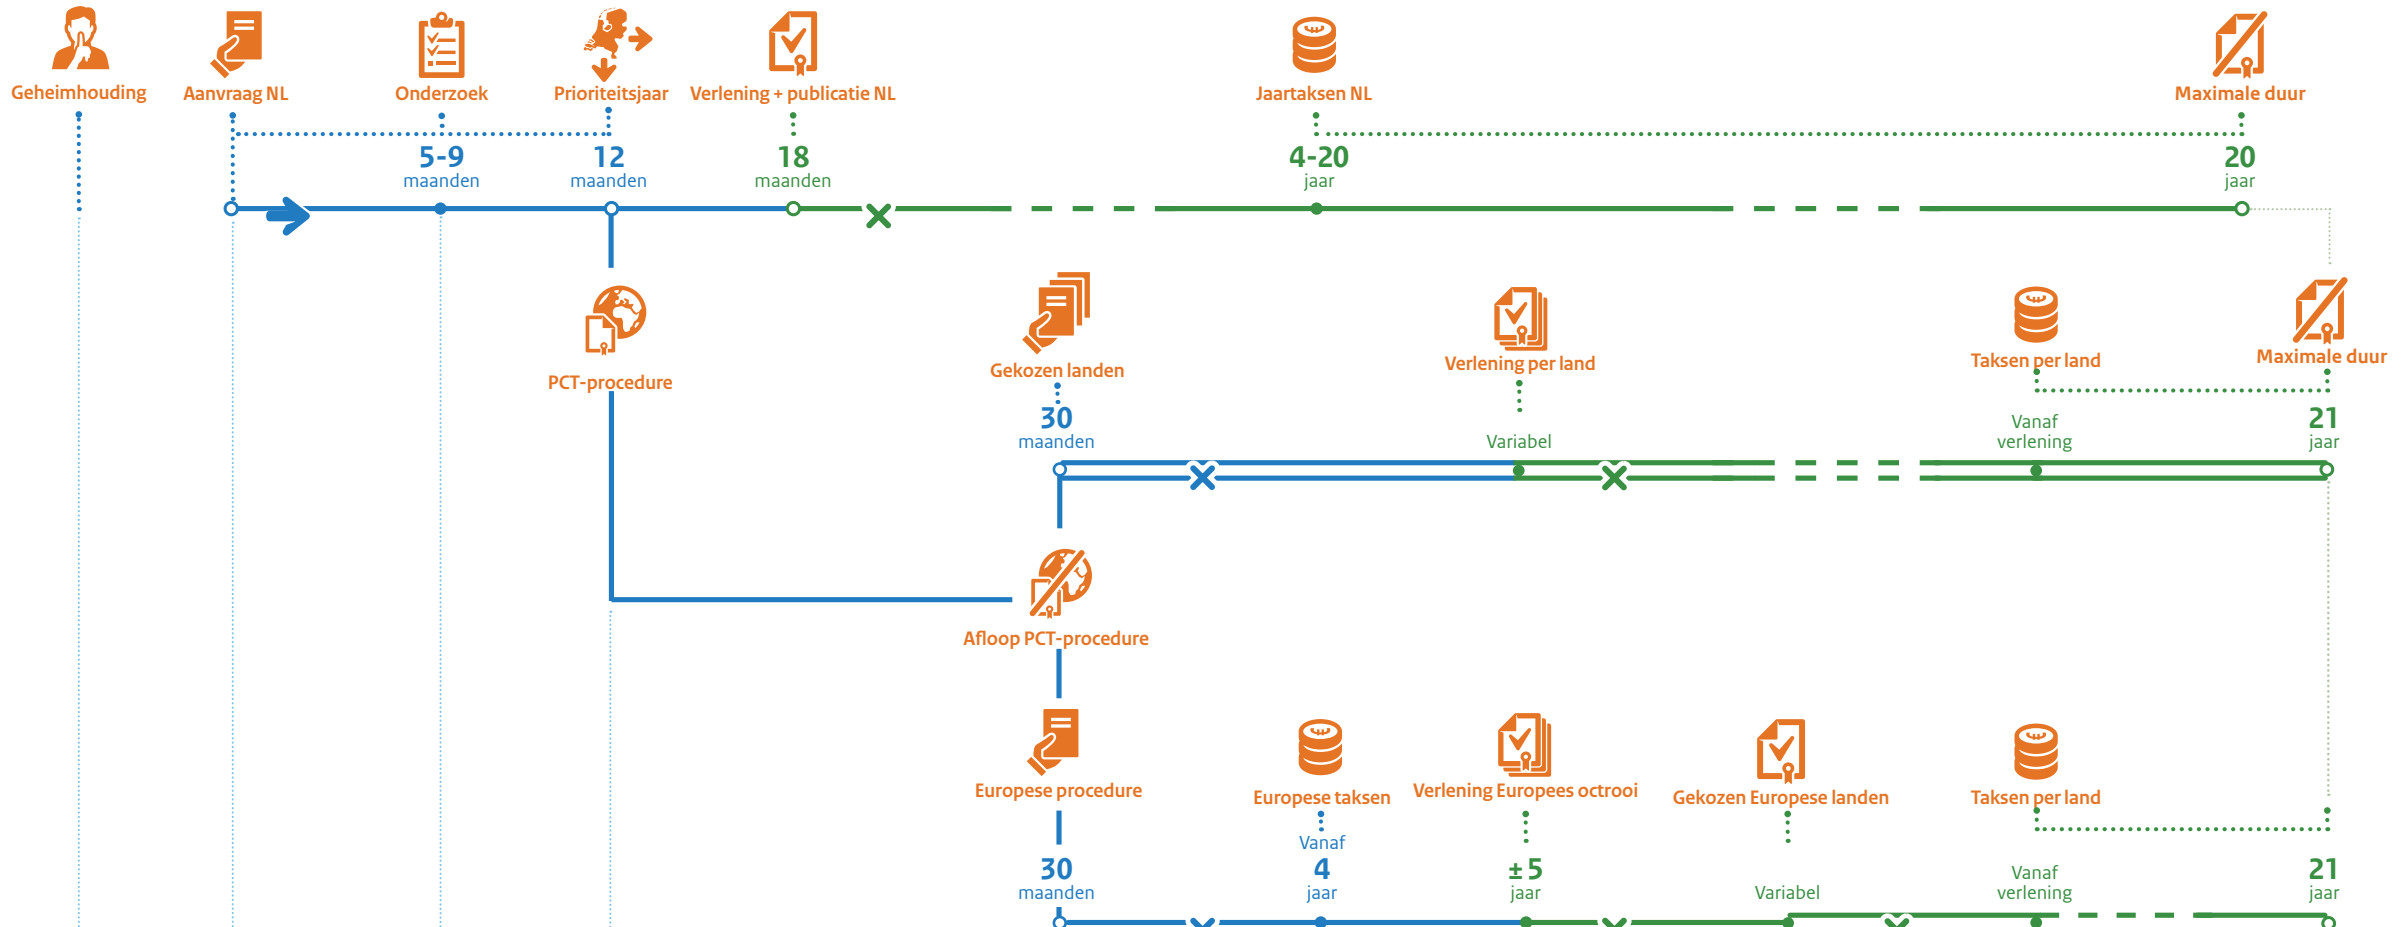 Geheimhouding
Aanvraag NL
Onderzoek
Prioriteitsjaar
Verlening + publicatie NL
Jaartaksen NL
Maximale duur
5-9
maanden
12
maanden
18
maanden
4-20
jaar
20
jaar
PCT-procedure
Gekozen landen
Verlening per land
Taksen per land
Maximale duur
30
maanden
Variabel
Vanaf
verlening
21
jaar
Afloop PCT-procedure
Europese procedure
Europese taksen
Verlening Europees octrooi
Gekozen Europese landen
Taksen per land
30
maanden
Vanaf
4
jaar
± 5
jaar
Variabel
Vanaf
verlening
21
jaar